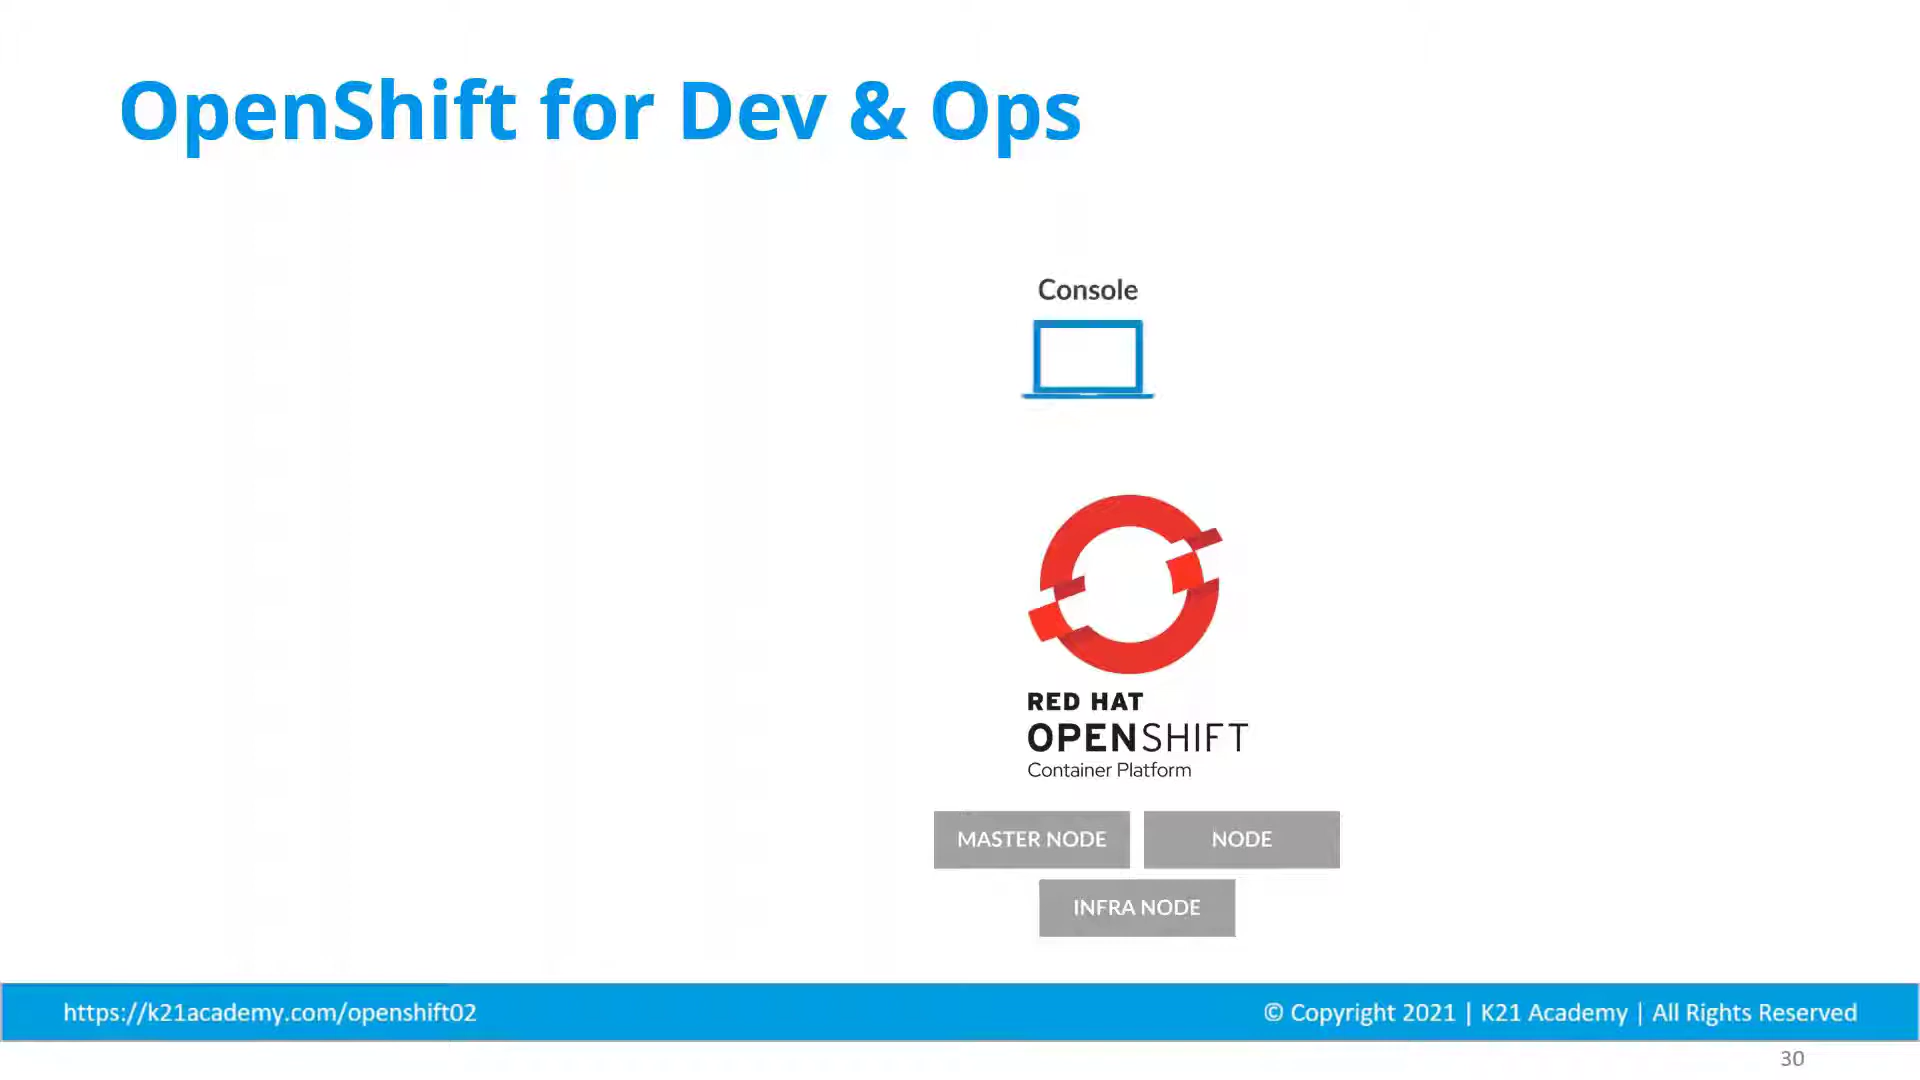 OpenShift for Dev & Ops
Console
RED HAT
OPENSHIFT
Container Platform
MASTER NODE
NODE
INFRA NODE
https://k21academy.com/openshift02
© Copyright 2021 | K21 Academy | All Rights Reserved
30